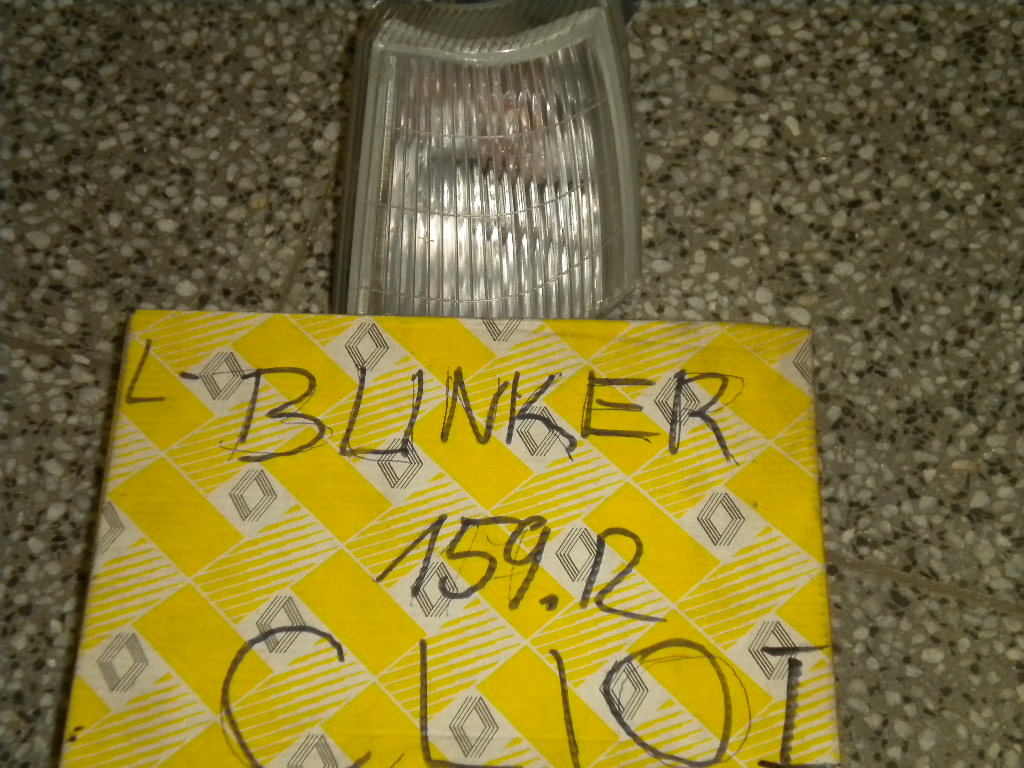 L-BLINKER
159.12
CLIO I